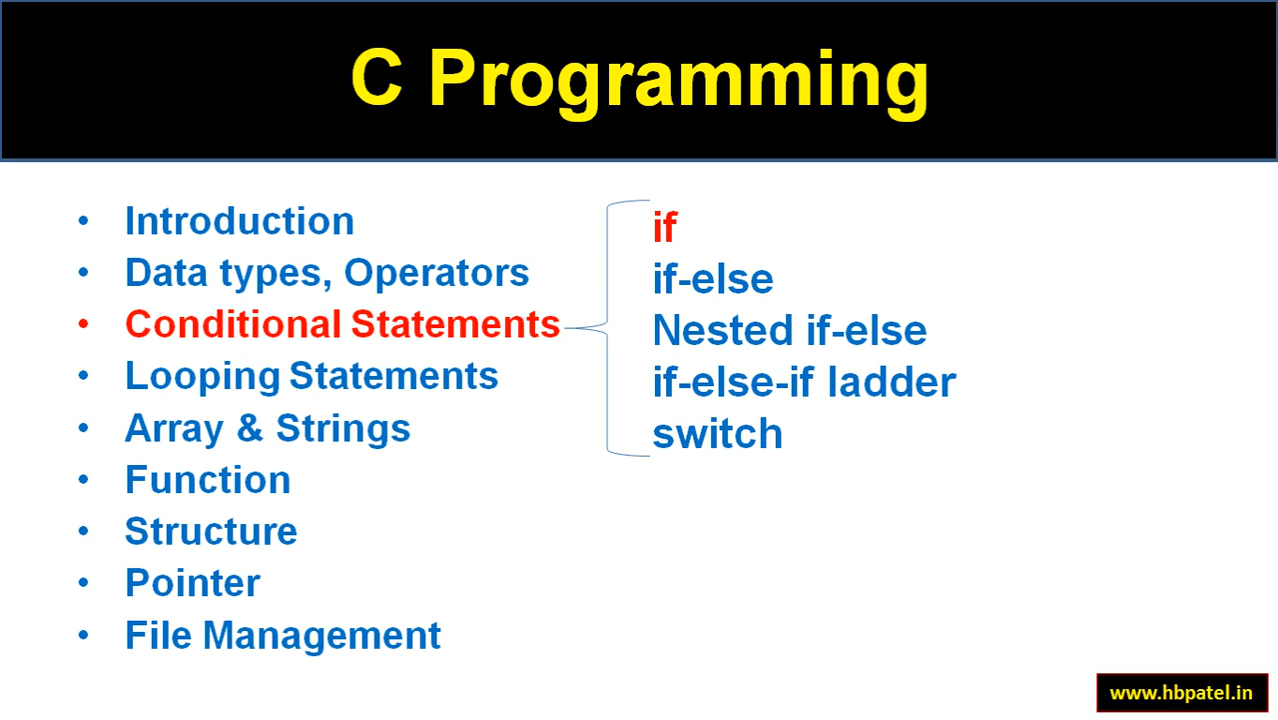 C Programming
• Introduction
• Data types, Operators
• Conditional Statements
• Looping Statements
• Array & Strings
• Function
• Structure
• Pointer
• File Management
if
if-else
Nested if-else
if-else-if ladder
switch
www.hbpatel.in